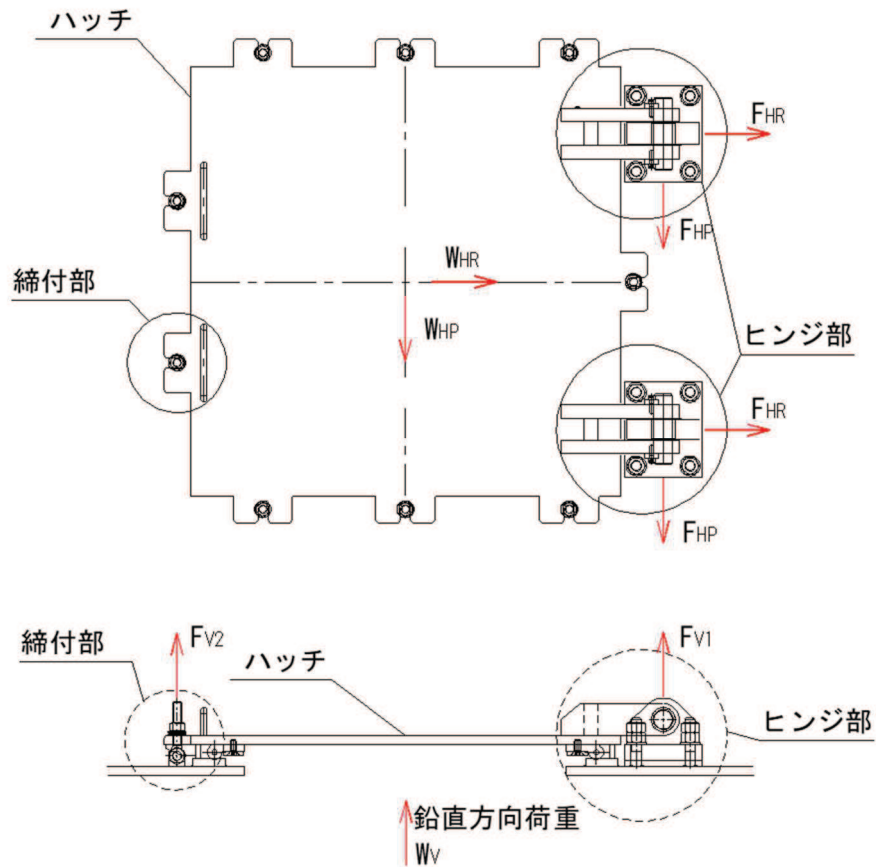 ハッチ
FHR
FHP
WHR
締付部
WHP
ヒンジ部
FHR
FHP
締付部
FV2
ハッチ
FV1
ヒンジ部
鉛直方向荷重
WV